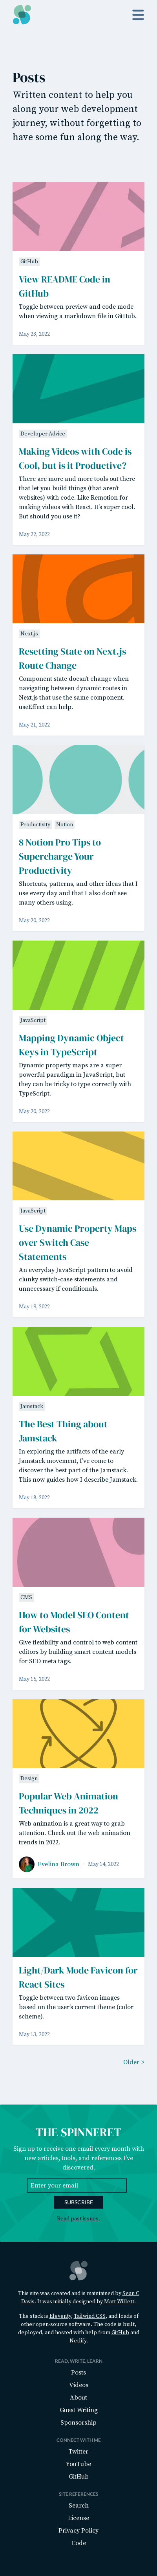 Posts
Written content to help you
along your web development
journey, without forgetting to
have some fun along the way.
GitHub
View README Code in
GitHub
Toggle between preview and code mode
when viewing a markdown file in GitHub.
May 23, 2022
Developer Advice
Making Videos with Code is
Cool, but is it Productive?
There are more and more tools out there
that let you build things (that aren't
websites) with code. Like Remotion for
making videos with React. It's super cool.
But should you use it?
May 22, 2022
Next.js
Resetting State on Next.js
Route Change
Component state doesn't change when
navigating between dynamic routes in
Next.js that use the same component.
useEffect can help.
May 21, 2022
Productivity Notion
8 Notion Pro Tips to
Supercharge Your
Productivity
Shortcuts, patterns, and other ideas that I
use every day and that I also don't see
many others using.
May 20, 2022
JavaScript
Mapping Dynamic Object
Keys in TypeScript
Dynamic property maps are a super
powerful paradigm in JavaScript, but
they can be tricky to type correctly with
TypeScript.
May 20, 2022
JavaScript
Use Dynamic Property Maps
over Switch Case
Statements
An everyday JavaScript pattern to avoid
clunky switch-case statements and
unnecessary if conditionals.
May 19, 2022
Jamstack
The Best Thing about
Jamstack
In exploring the artifacts of the early
Jamstack movement, I've come to
discover the best part of the Jamstack.
This now guides how I describe Jamstack.
May 18, 2022
CMS
How to Model SEO Content
for Websites
Give flexibility and control to web content
editors by building smart content models
for SEO meta tags.
May 15, 2022
Design
Popular Web Animation
Techniques in 2022
Web animation is a great way to grab
attention. Check out the web animation
trends in 2022.
Evelina Brown May 14, 2022
Light/Dark Mode Favicon for
React Sites
Toggle between two favicon images
based on the user's current theme (color
scheme).
May 13, 2022
Older >
THE SPINNERET
Sign up to receive one email every month with
new articles, tools, and references I've
discovered.
Enter your email
SUBSCRIBE
Read past issues.
This site was created and is maintained by Sean C
Davis. It was initially designed by Matt Willett.
The stack is Eleventy, Tailwind CSS, and loads of
other open-source software. The code is built,
deployed, and hosted with help from GitHub and
Netlify.
READ, WRITE, LEARN
Posts
Videos
About
Guest Writing
Sponsorship
CONNECT WITH ME
Twitter
YouTube
GitHub
SITE REFERENCES
Search
License
Privacy Policy
Code